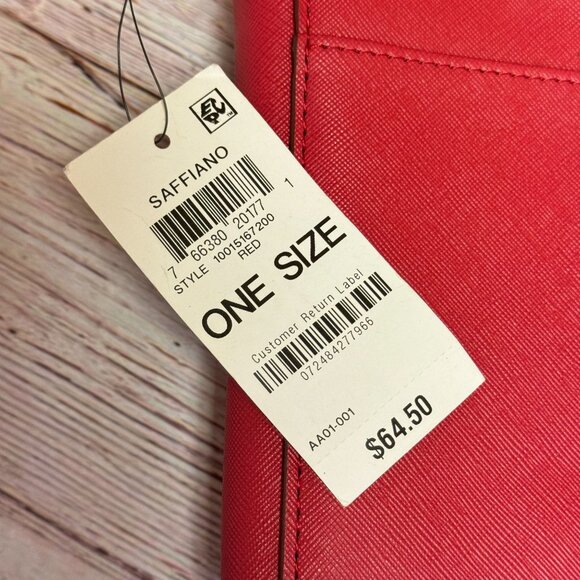 SAFFIANO
7 66380 20177 1
STYLE 10015167200
RED
ONE SIZE
Customer Return Label
072484277966
AA01-001
$64.50